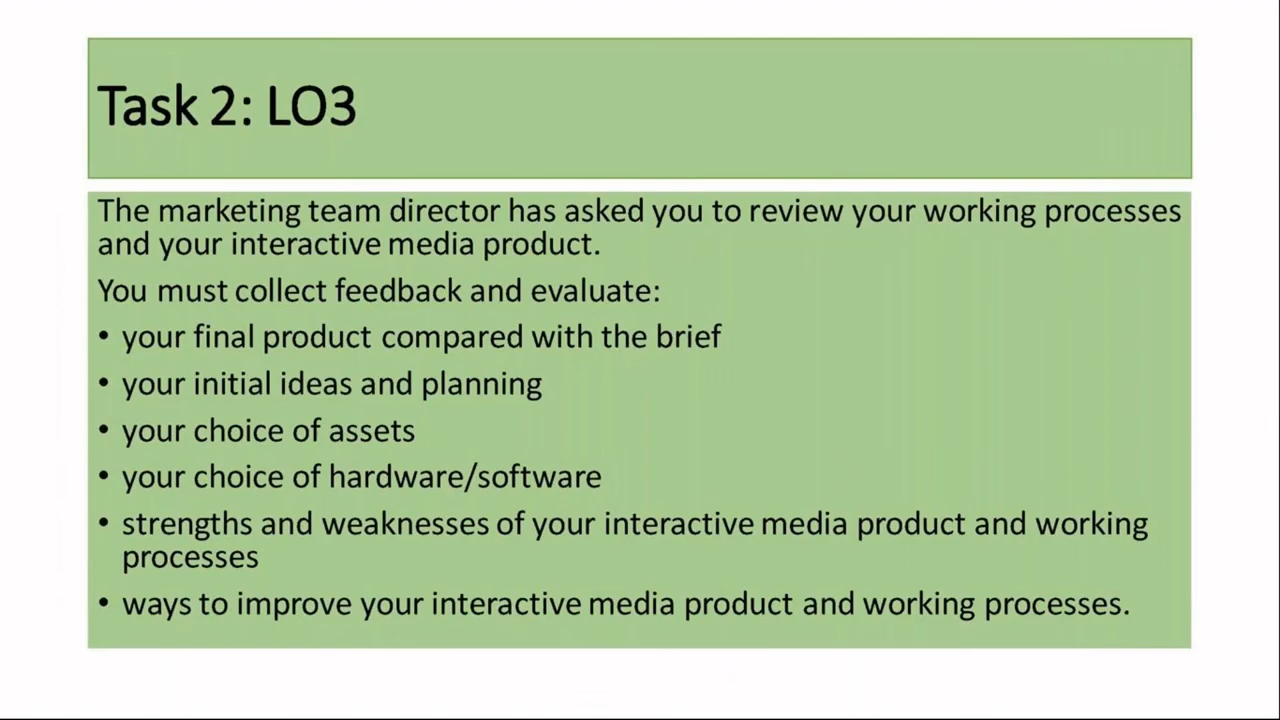 Task 2: LO3
The marketing team director has asked you to review your working processes
and your interactive media product.
You must collect feedback and evaluate:
• your final product compared with the brief
• your initial ideas and planning
• your choice of assets
• your choice of hardware/software
• strengths and weaknesses of your interactive media product and working
processes
• ways to improve your interactive media product and working processes.